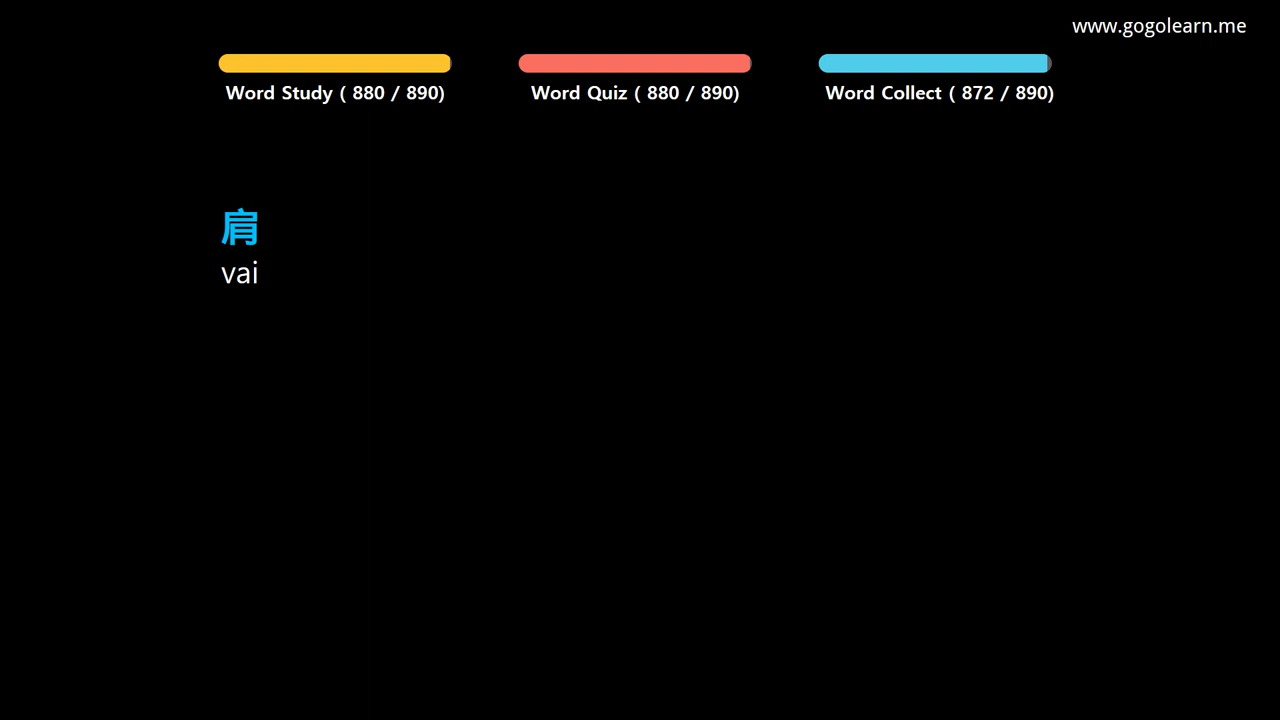 www.gogolearn.me
Word Study ( 880 / 890)
Word Quiz ( 880 / 890)
Word Collect ( 872 / 890)
肩
vai